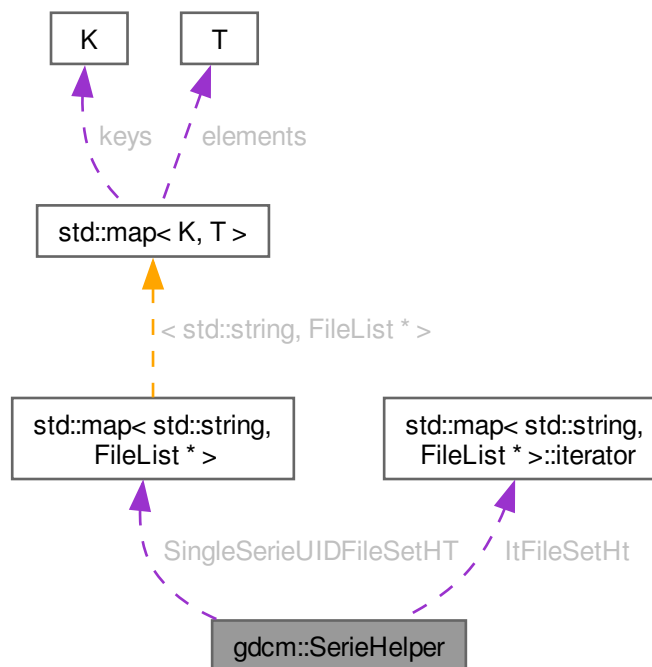 K
T
keys
elements
std::map< K, T >
< std::string, FileList * >
std::map< std::string,
FileList * >
std::map< std::string,
FileList * >::iterator
SingleSerieUIDFileSetHT
ItFileSetHt
gdcm::SerieHelper